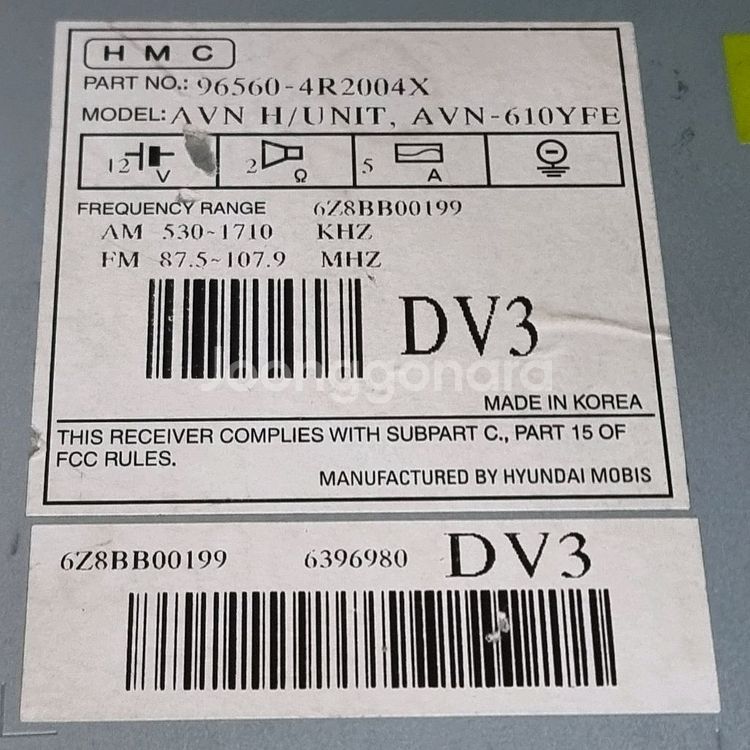 HMC
PART NO.: 96560-4R2004X
MODEL: AVN H/UNIT, AVN-610YFE
12 V 2 Ω 5 A
FREQUENCY RANGE 6Z8BB00199
AM 530~1710 KHZ
FM 87.5~107.9 MHZ
DV3
Joonggonara
MADE IN KOREA
THIS RECEIVER COMPLIES WITH SUBPART C., PART 15 OF
FCC RULES.
MANUFACTURED BY HYUNDAI MOBIS
6Z8BB00199 6396980 DV3